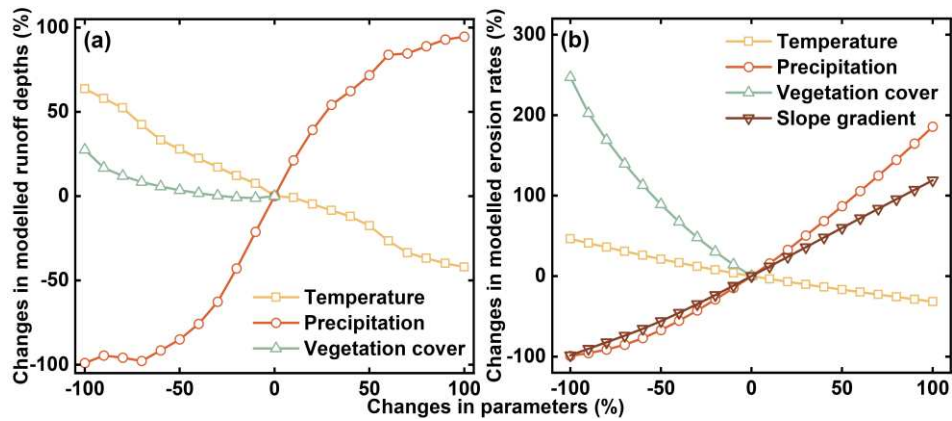 (a)
Changes in modelled runoff depths (%)
100
50
0
-50
-100
Temperature
Precipitation
Vegetation cover
-100 -50 0 50 100
(b)
Changes in modelled erosion rates (%)
300
200
100
0
-100
Temperature
Precipitation
Vegetation cover
Slope gradient
-100 -50 0 50 100
Changes in parameters (%)